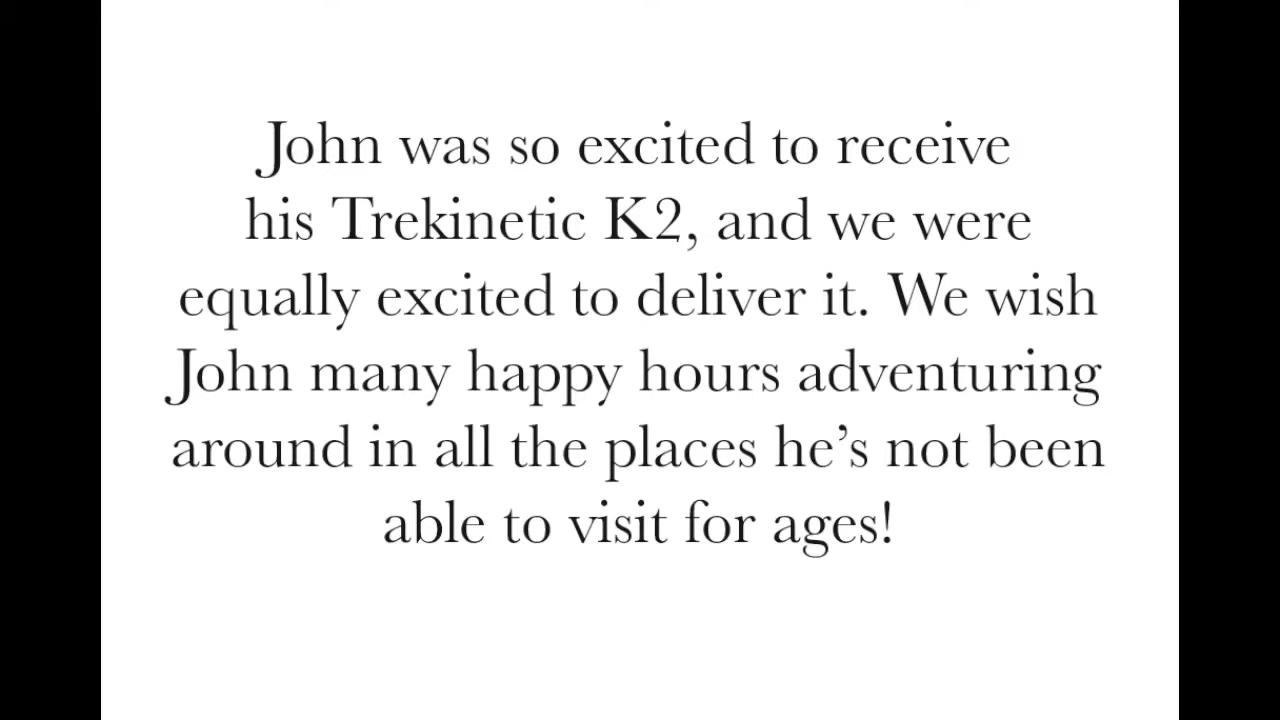 John was so excited to receive
his Trekinetic K2, and we were
equally excited to deliver it. We wish
John many happy hours adventuring
around in all the places he’s not been
able to visit for ages!